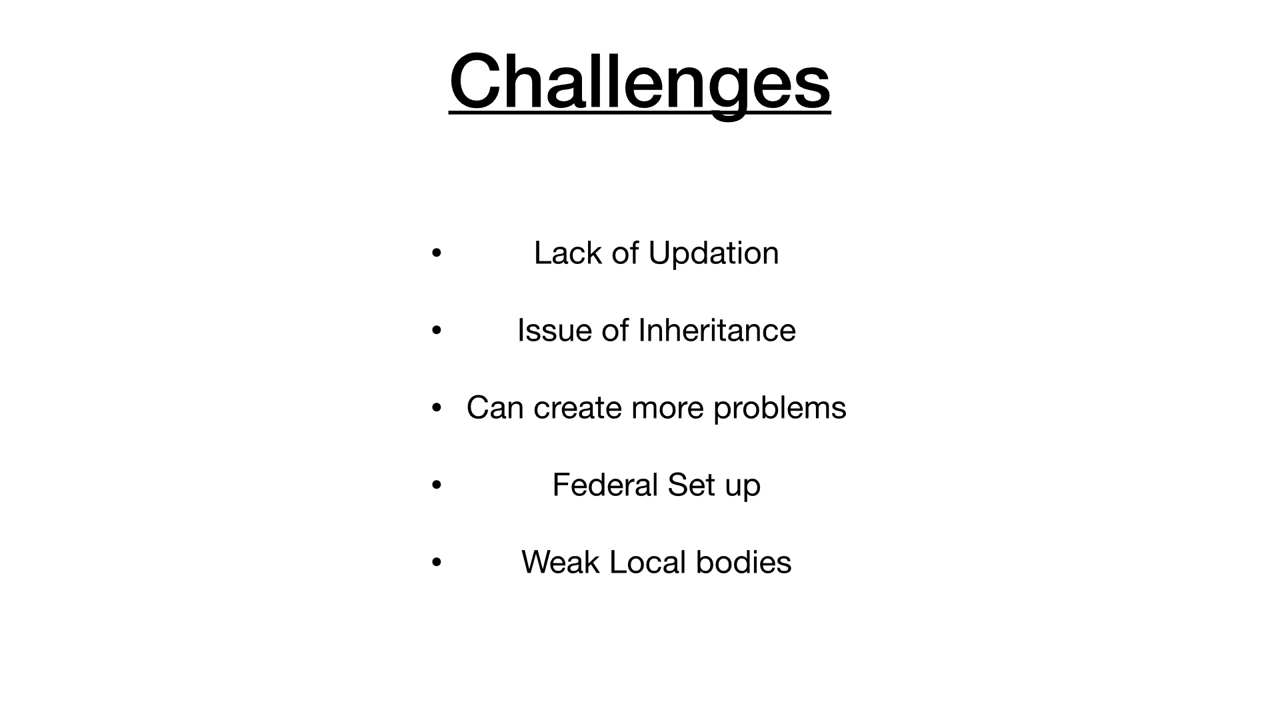 Challenges
• Lack of Updation
• Issue of Inheritance
• Can create more problems
• Federal Set up
• Weak Local bodies